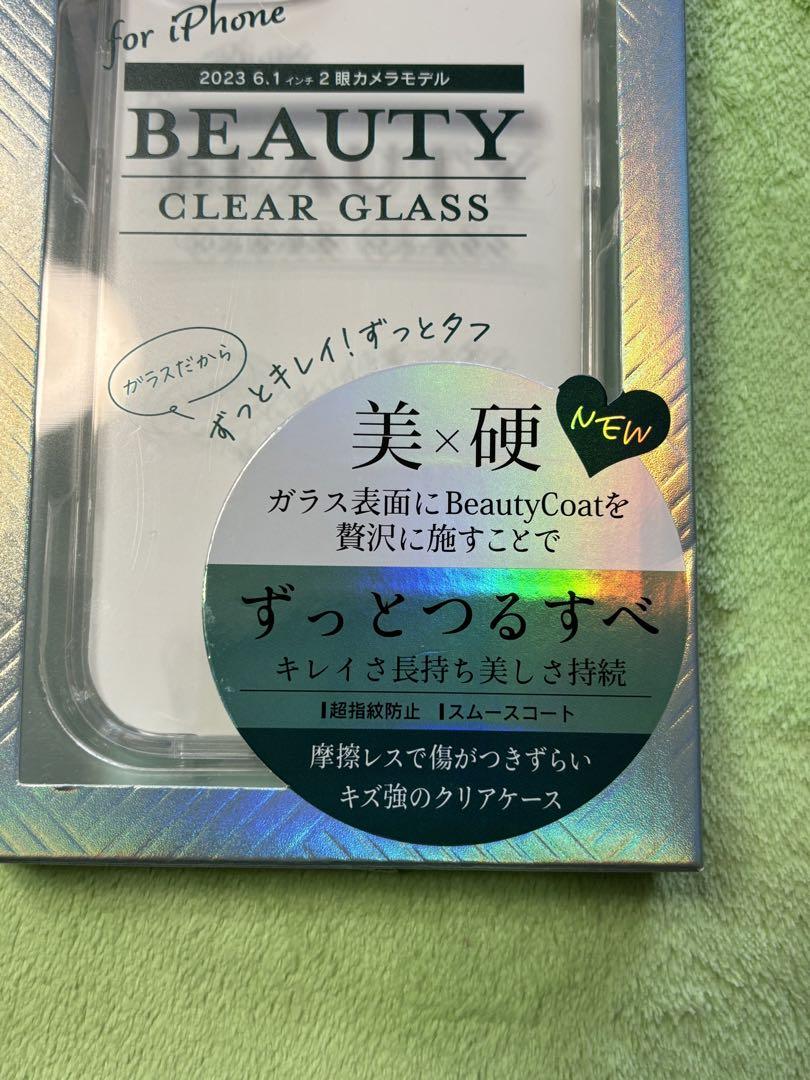 for iPhone
2023 6.1インチ 2眼カメラモデル
BEAUTY
CLEAR GLASS
ガラスだから
ずっとキレイ!ずっとタフ
美×硬
NEW
ガラス表面にBeautyCoatを
贅沢に施すことで
ずっとつるすべ
キレイさ長持ち美しさ持続
超指紋防止 スムースコート
摩擦レスで傷がつきずらい
キズ強のクリアケース